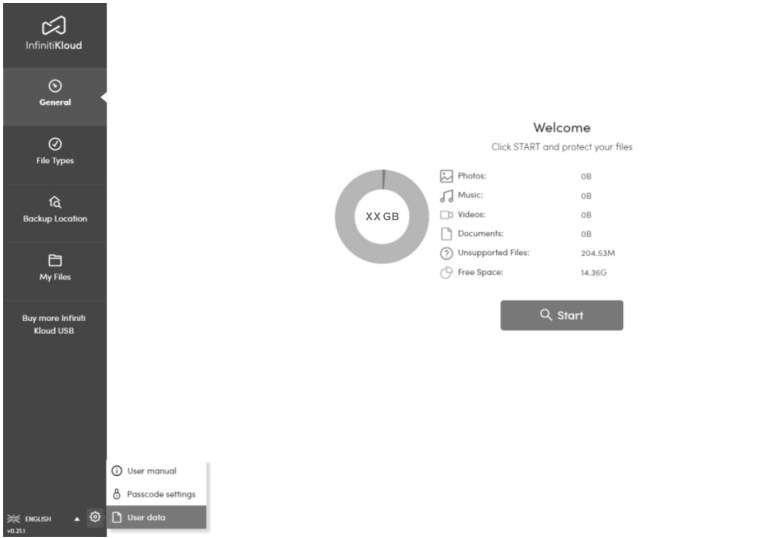 InfinitiKloud
General
File Types
Backup Location
My Files
Buy more Infiniti
Kloud USB
Welcome
Click START and protect your files
XX GB
Photos: 0B
Music: 0B
Videos: 0B
Documents: 0B
Unsupported Files: 204.53M
Free Space: 14.36G
Start
User manual
Passcode settings
User data
ENGLISH
v0.21.1